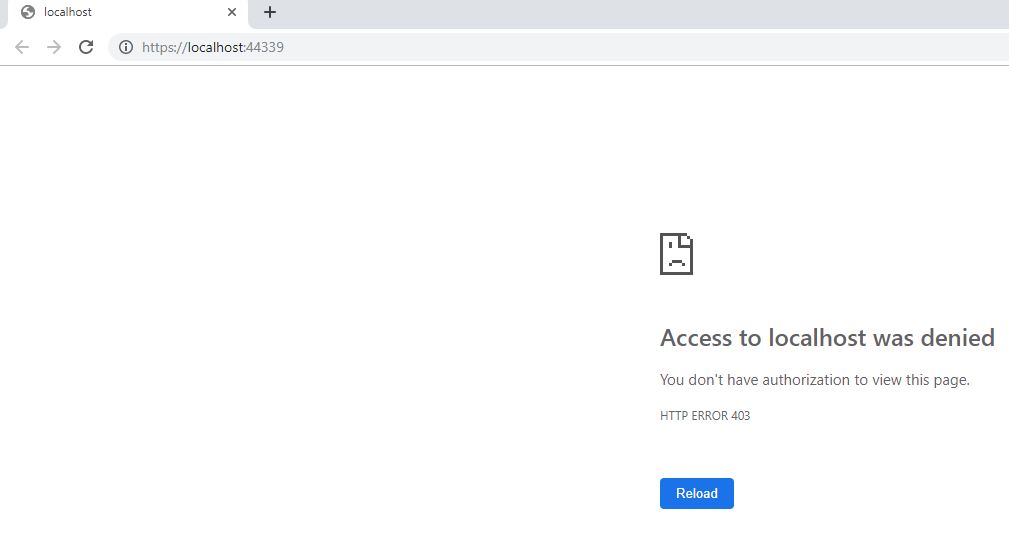 localhost
https://localhost:44339
Access to localhost was denied
You don't have authorization to view this page.
HTTP ERROR 403
Reload